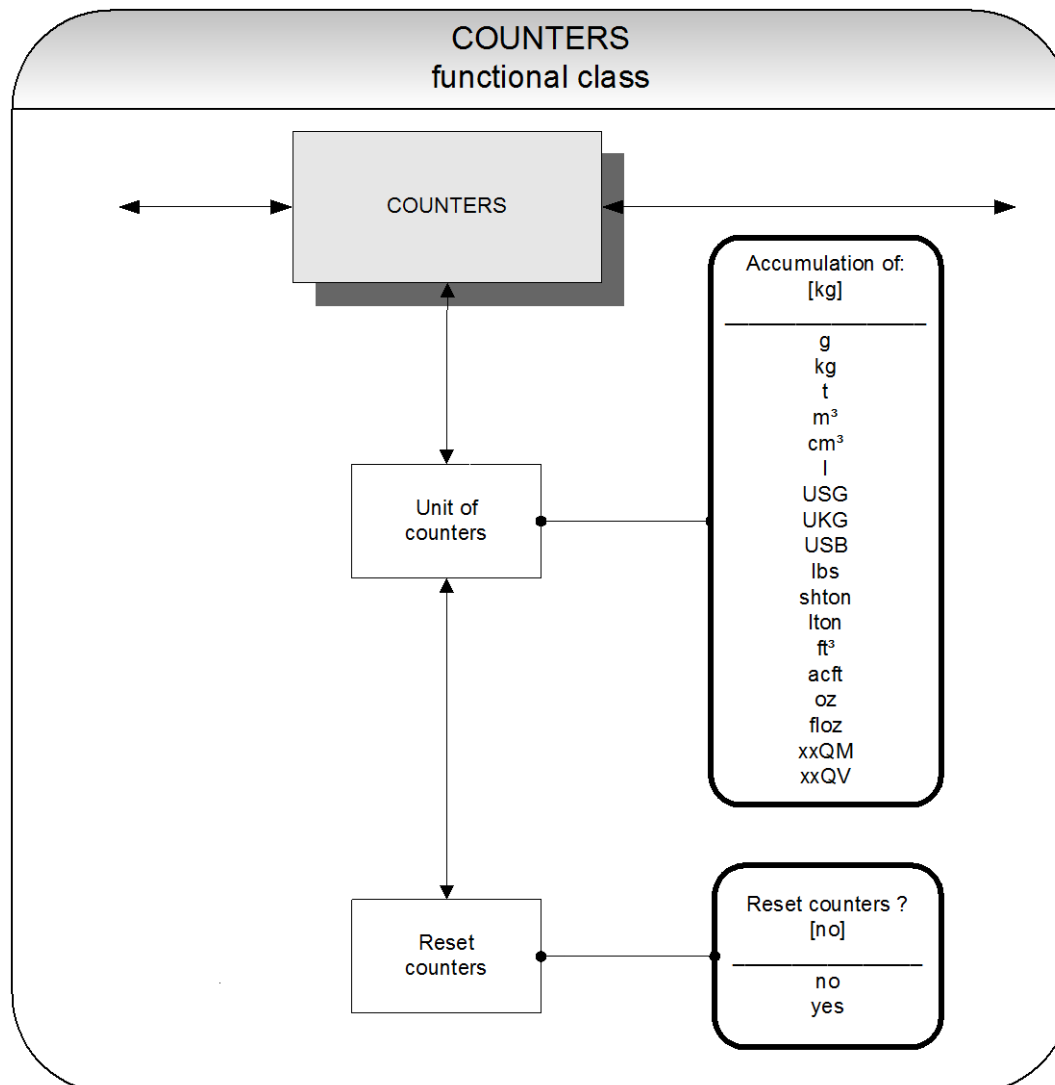 COUNTERS
functional class
COUNTERS
Accumulation of:
[kg]
g
kg
t
m³
cm³
l
USG
UKG
USB
lbs
shton
lton
ft³
acft
oz
floz
xxQM
xxQV
Unit of
counters
Reset counters ?
[no]
no
yes
Reset
counters